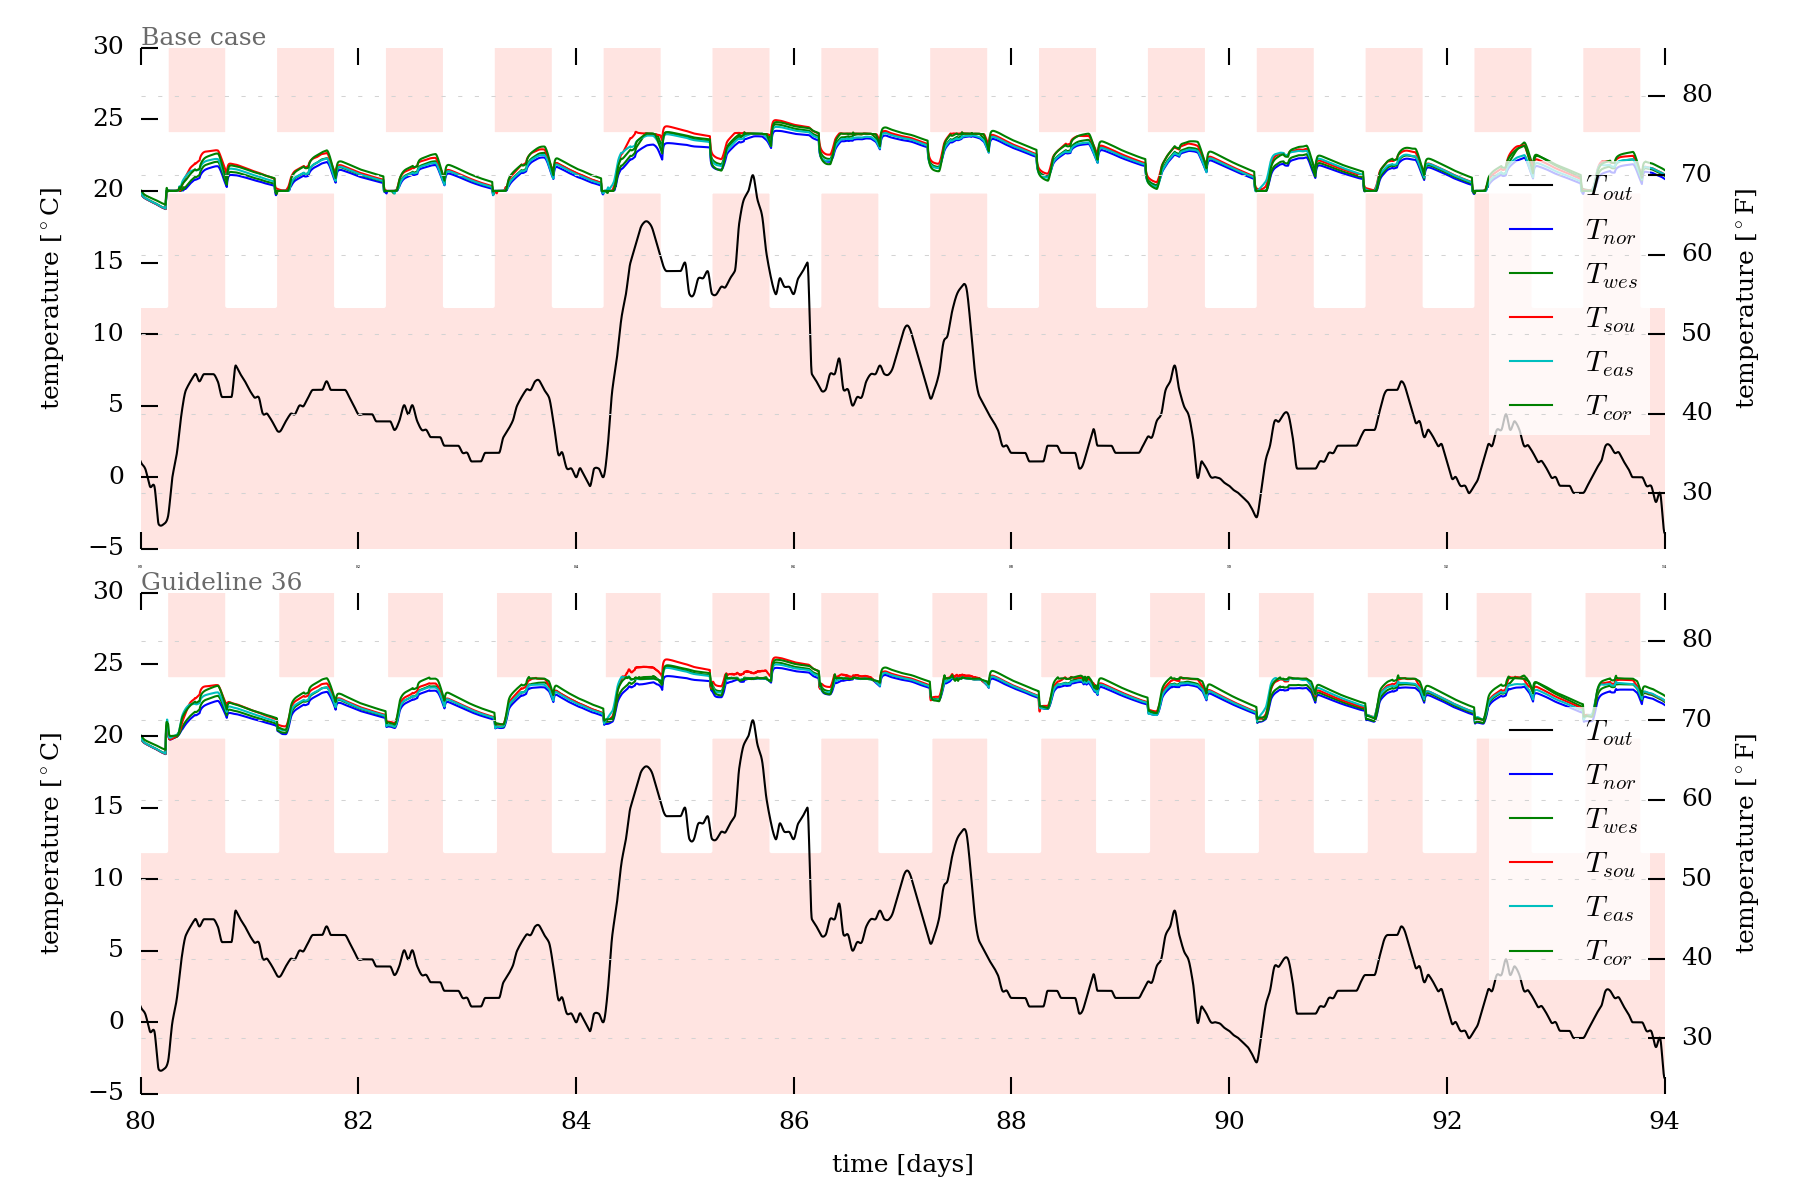 Base case
30
25
20
15
10
5
0
−5
temperature [°C]
80
70
60
50
40
30
temperature [°F]
T_out
T_nor
T_wes
T_sou
T_eas
T_cor
Guideline 36
30
25
20
15
10
5
0
−5
temperature [°C]
80
70
60
50
40
30
temperature [°F]
T_out
T_nor
T_wes
T_sou
T_eas
T_cor
80 82 84 86 88 90 92 94
time [days]